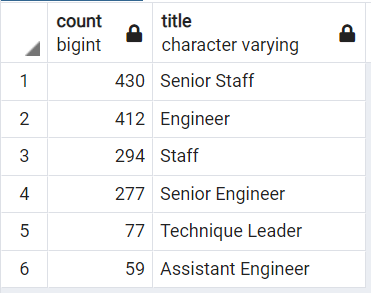 count title
bigint character varying
1 430 Senior Staff
2 412 Engineer
3 294 Staff
4 277 Senior Engineer
5 77 Technique Leader
6 59 Assistant Engineer